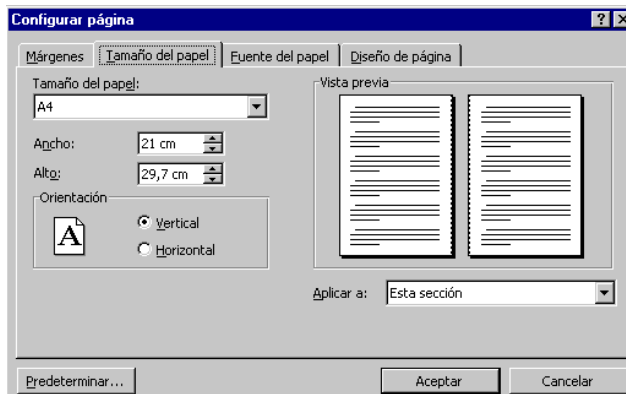 Configurar página
Márgenes Tamaño del papel Fuente del papel Diseño de página
Tamaño del papel:
A4
Ancho: 21 cm
Alto: 29,7 cm
Orientación
A
Vertical
Horizontal
Vista previa
Aplicar a: Esta sección
Predeterminar... Aceptar Cancelar